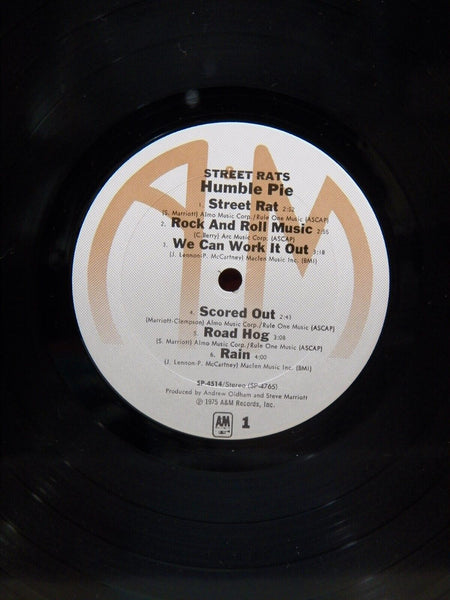 A&M
STREET RATS
Humble Pie
1. Street Rat 2:52
(S. Marriott) Almo Music Corp./Rule One Music (ASCAP)
2. Rock And Roll Music 2:55
(C. Berry) Arc Music Corp. (ASCAP)
3. We Can Work It Out 3:18
(J. Lennon-P. McCartney) Maclen Music Inc. (BMI)
4. Scored Out 2:43
(Marriott-Clempson) Almo Music Corp./Rule One Music (ASCAP)
5. Road Hog 3:08
(S. Marriott) Almo Music Corp./Rule One Music (ASCAP)
6. Rain 4:00
(J. Lennon-P. McCartney) Maclen Music Inc. (BMI)
SP-4514/Stereo (SP-4765)
Produced by Andrew Oldham and Steve Marriott
℗ 1975 A&M Records, Inc.
AM 1